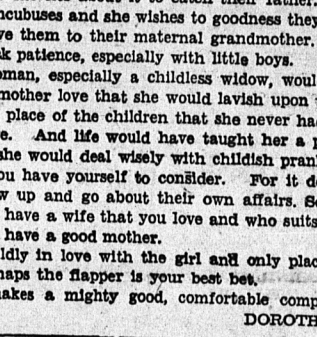 ncubuses and she wishes to goodness they
ve them to their maternal grandmother.
k patience, especially with little boys.
oman, especially a childless widow, woul
mother love that she would lavish upon
place of the children that she never ha
e. And life would have taught her a p
she would deal wisely with childish pran
ou have yourself to consider. For it d
w up and go about their own affairs. S
have a wife that you love and who suits
have a good mother.
ldly in love with the girl and only plac
haps the flapper is your best bet.
akes a mighty good, comfortable comp
DOROTH